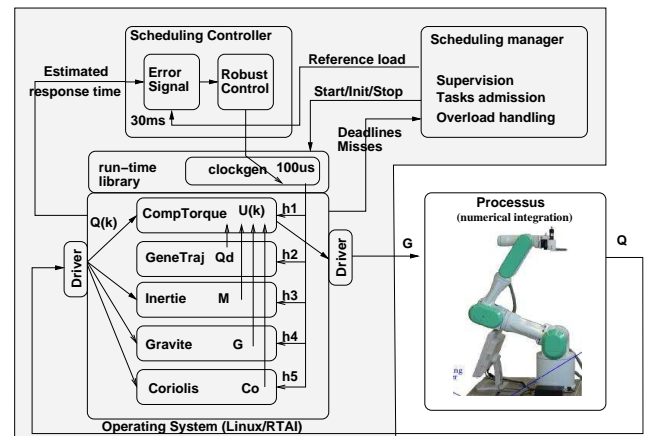 Scheduling Controller
Error
Signal
Robust
Control
30ms
Estimated
response time
Reference load
Start/Init/Stop
Scheduling manager
Supervision
Tasks admission
Overload handling
Deadlines
Misses
run−time
library
clockgen 100us
Q(k)
CompTorque U(k)
h1
GeneTraj Qd
h2
Inertie M
h3
Gravite G
h4
Coriolis Co
h5
Driver
Driver
G
Processus
(numerical integration)
Q
Operating System (Linux/RTAI)